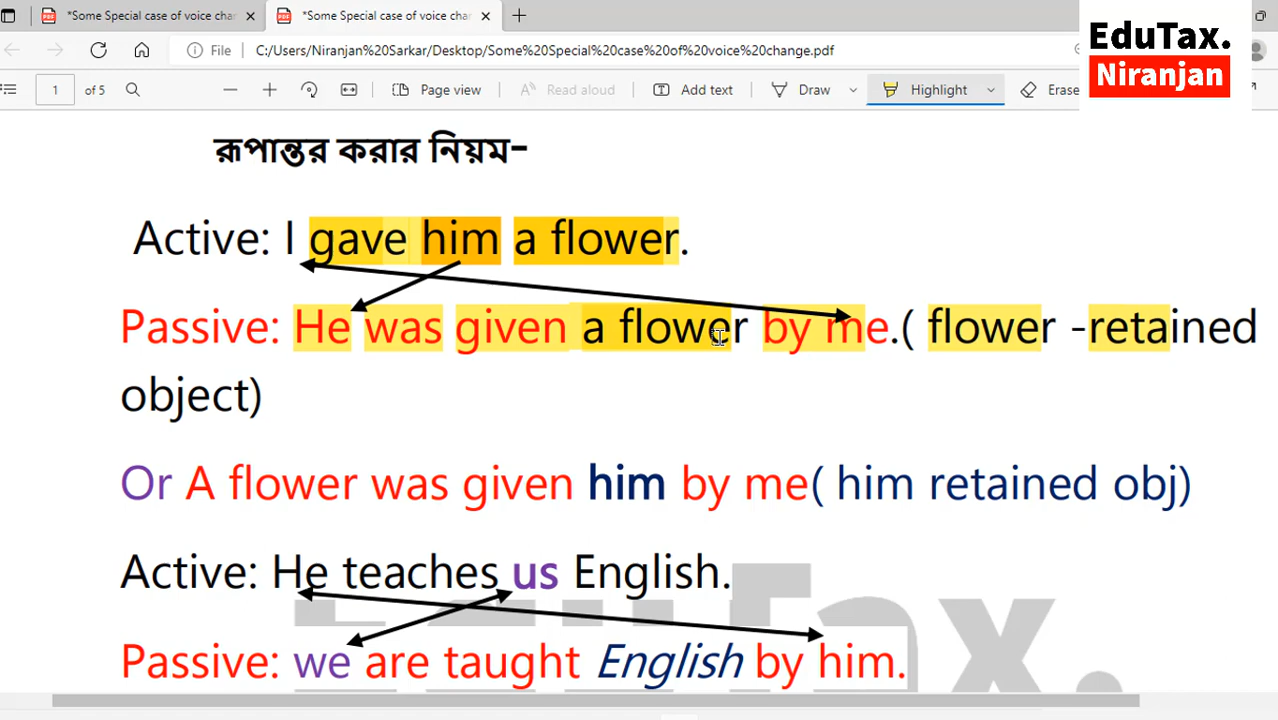 *Some Special case of voice char
*Some Special case of voice char
EduTax.
Niranjan
File
C:/Users/Niranjan%20Sarkar/Desktop/Some%20Special%20case%20of%20voice%20change.pdf
1 of 5
Page view
Read aloud
Add text
Draw
Highlight
Erase
রূপান্তর করার নিয়ম-
Active: I gave him a flower.
Passive: He was given a flower by me.( flower -retained
object)
Or A flower was given him by me( him retained obj)
Active: He teaches us English.
Passive: we are taught English by him.